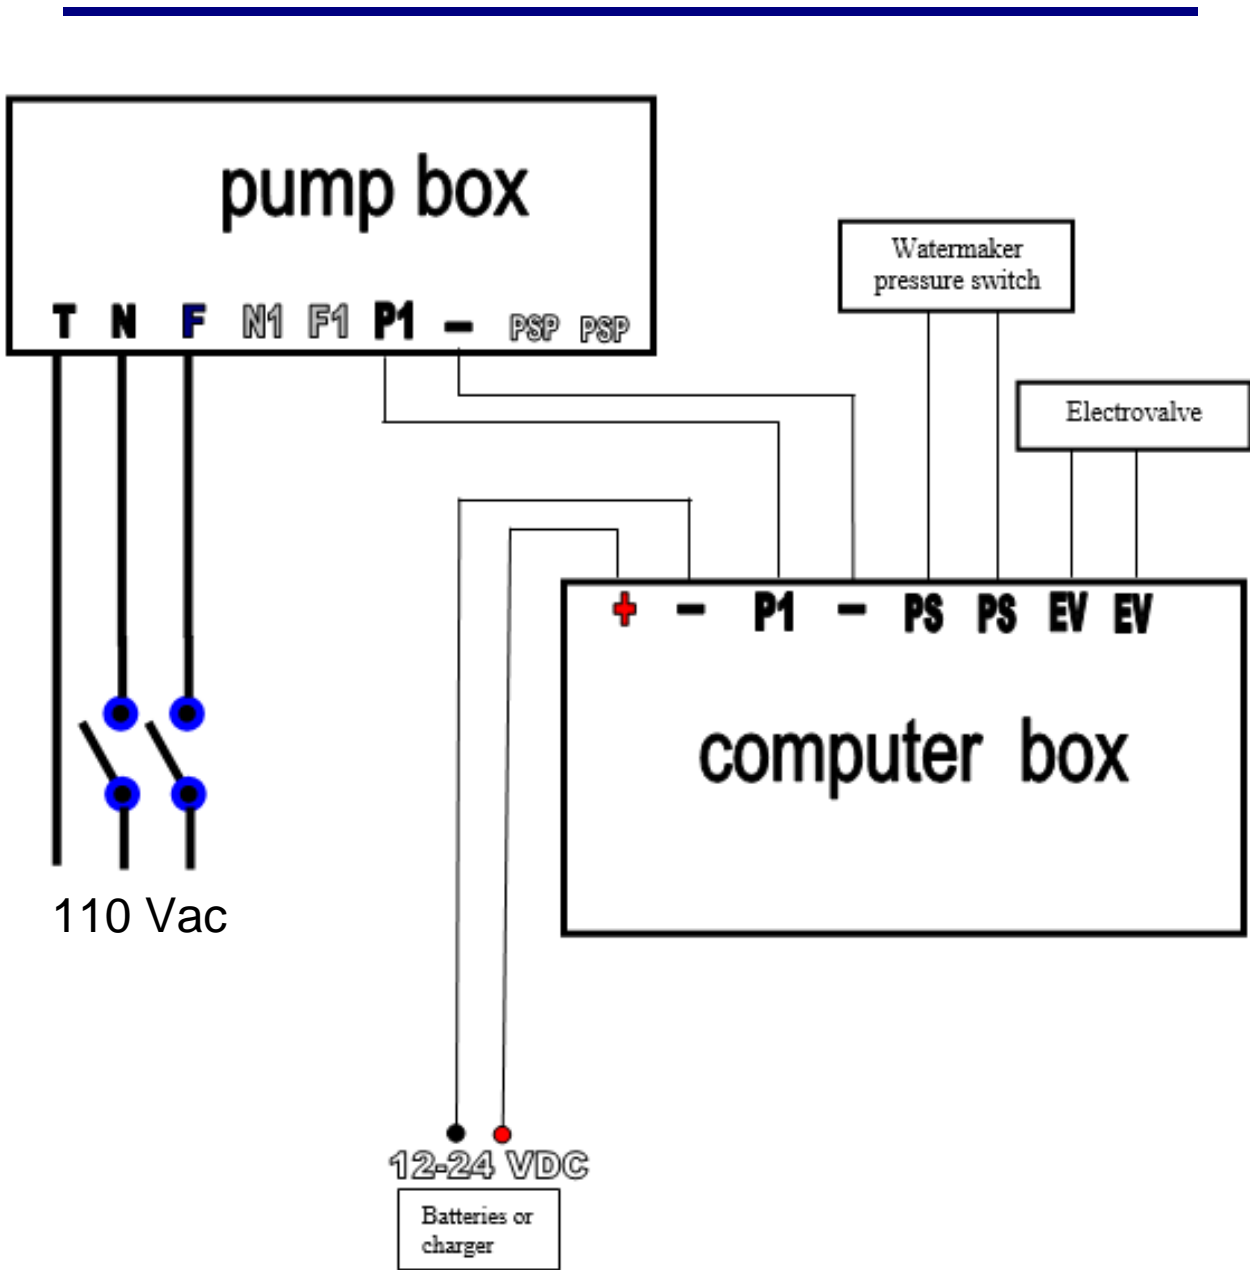 pump box
T N F N1 F1 P1 - PSP PSP
Watermaker
pressure switch
Electrovalve
+ - P1 - PS PS EV EV
computer box
110 Vac
12-24 VDC
Batteries or
charger